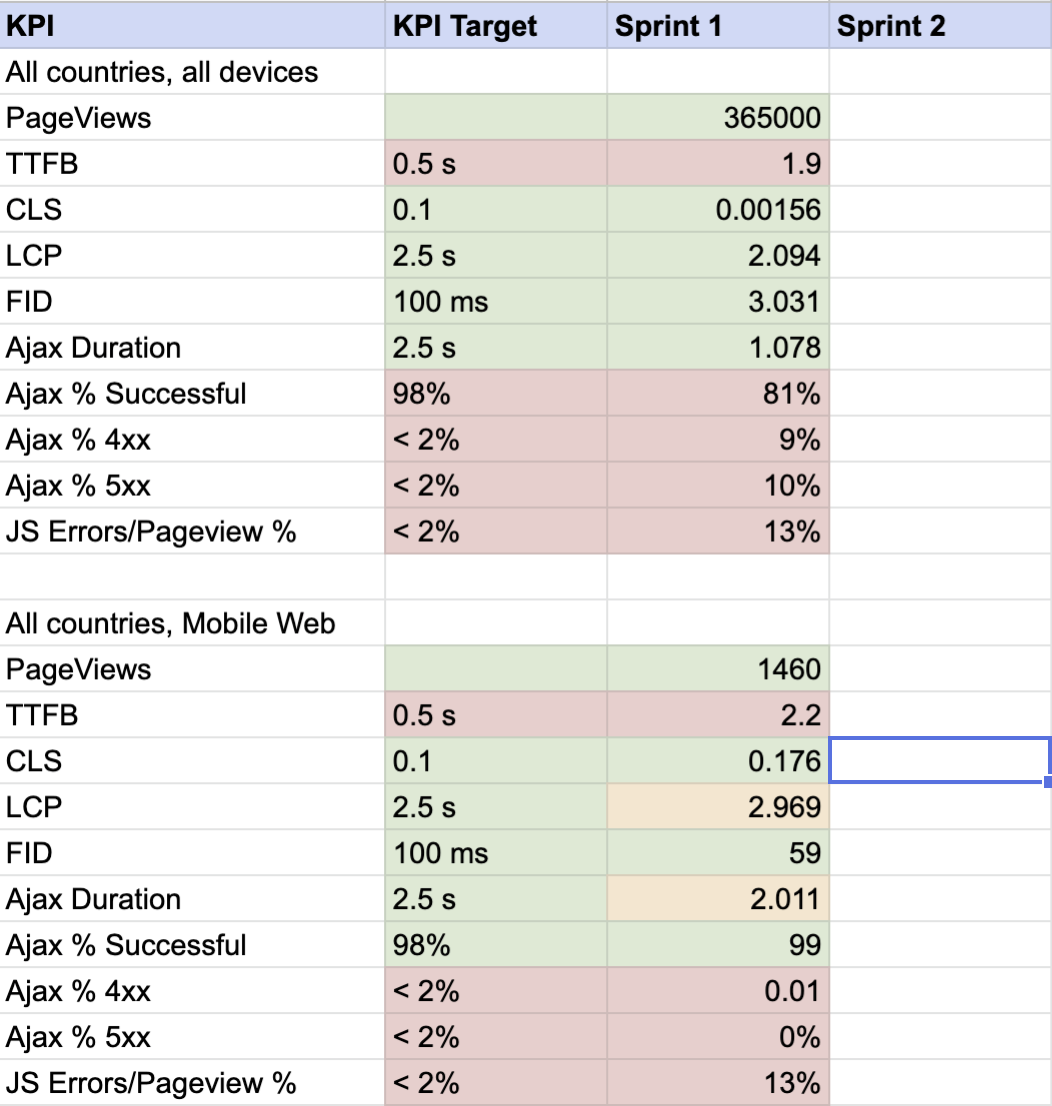 KPI KPI Target Sprint 1 Sprint 2
All countries, all devices
PageViews 365000
TTFB 0.5 s 1.9
CLS 0.1 0.00156
LCP 2.5 s 2.094
FID 100 ms 3.031
Ajax Duration 2.5 s 1.078
Ajax % Successful 98% 81%
Ajax % 4xx < 2% 9%
Ajax % 5xx < 2% 10%
JS Errors/Pageview % < 2% 13%
All countries, Mobile Web
PageViews 1460
TTFB 0.5 s 2.2
CLS 0.1 0.176
LCP 2.5 s 2.969
FID 100 ms 59
Ajax Duration 2.5 s 2.011
Ajax % Successful 98% 99
Ajax % 4xx < 2% 0.01
Ajax % 5xx < 2% 0%
JS Errors/Pageview % < 2% 13%